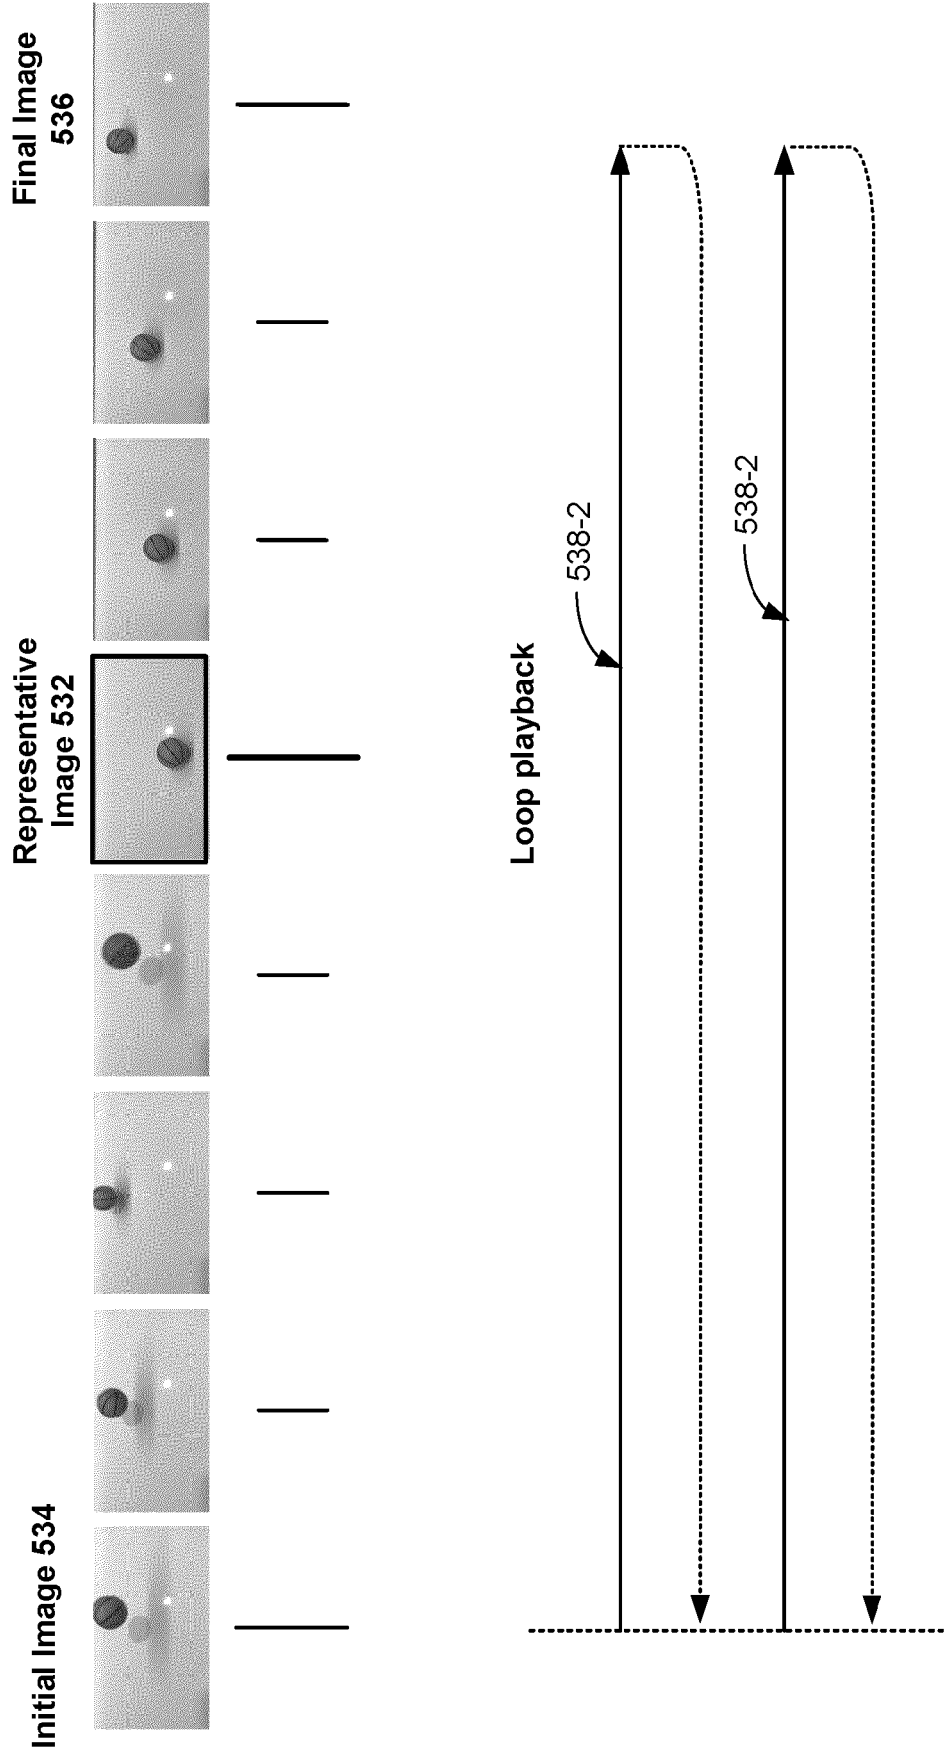 Initial Image 534
Representative
Image 532
Final Image
536
Loop playback
538-2
538-2